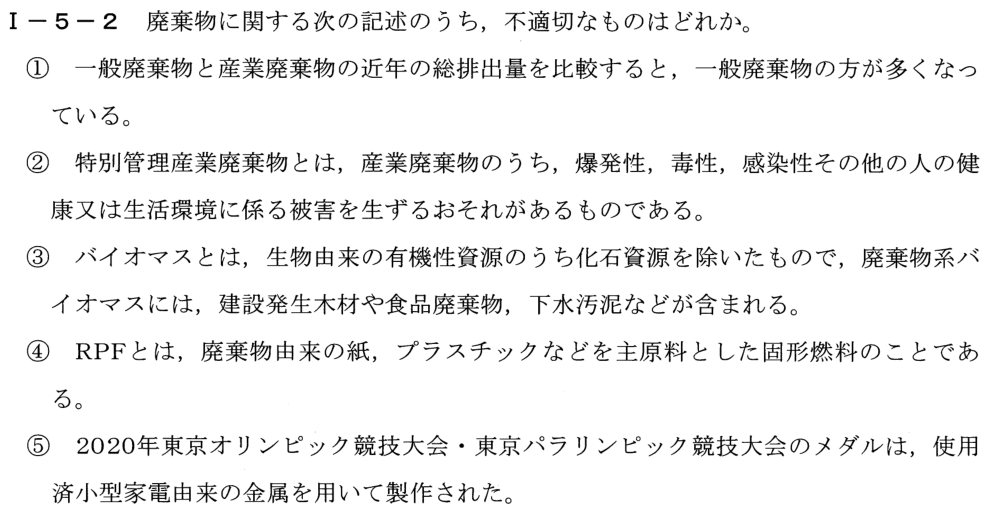 Ⅰ－５－２　廃棄物に関する次の記述のうち，不適切なものはどれか。
①　一般廃棄物と産業廃棄物の近年の総排出量を比較すると，一般廃棄物の方が多くなっ
ている。
②　特別管理産業廃棄物とは，産業廃棄物のうち，爆発性，毒性，感染性その他の人の健
康又は生活環境に係る被害を生ずるおそれがあるものである。
③　バイオマスとは，生物由来の有機性資源のうち化石資源を除いたもので，廃棄物系バ
イオマスには，建設発生木材や食品廃棄物，下水汚泥などが含まれる。
④　RPFとは，廃棄物由来の紙，プラスチックなどを主原料とした固形燃料のことであ
る。
⑤　2020年東京オリンピック競技大会・東京パラリンピック競技大会のメダルは，使用
済小型家電由来の金属を用いて製作された。